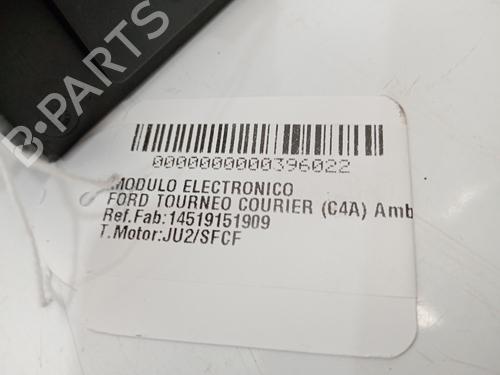 B-PARTS
0000000000396022
MODULO ELECTRONICO
FORD TOURNEO COURIER (C4A) Amb
Ref.Fab:14519151909
T.Motor:JU2/SFCF